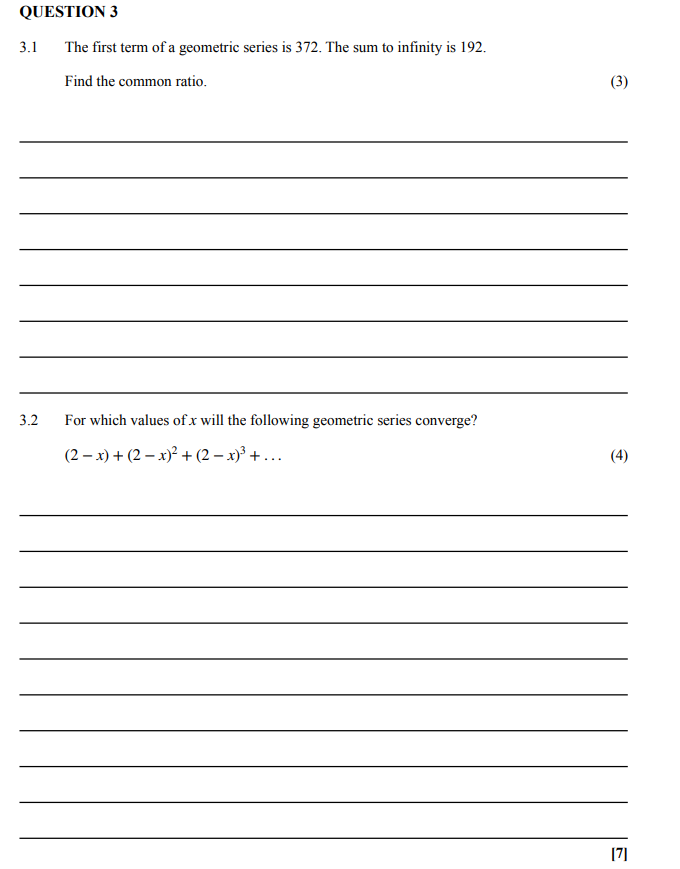 QUESTION 3
3.1 The first term of a geometric series is 372. The sum to infinity is 192.
Find the common ratio. (3)
3.2 For which values of x will the following geometric series converge?
(2 – x) + (2 – x)² + (2 – x)³ + . . . (4)
[7]